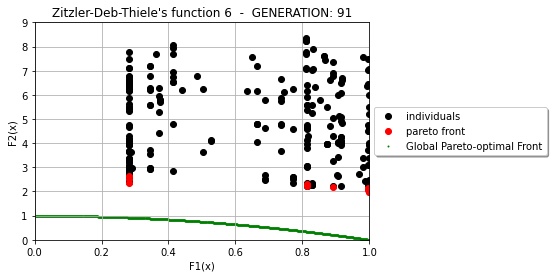 Zitzler-Deb-Thiele's function 6 - GENERATION: 91
9
8
7
6
5
4
3
2
1
0
F2(x)
0.0 0.2 0.4 0.6 0.8 1.0
F1(x)
individuals
pareto front
Global Pareto-optimal Front